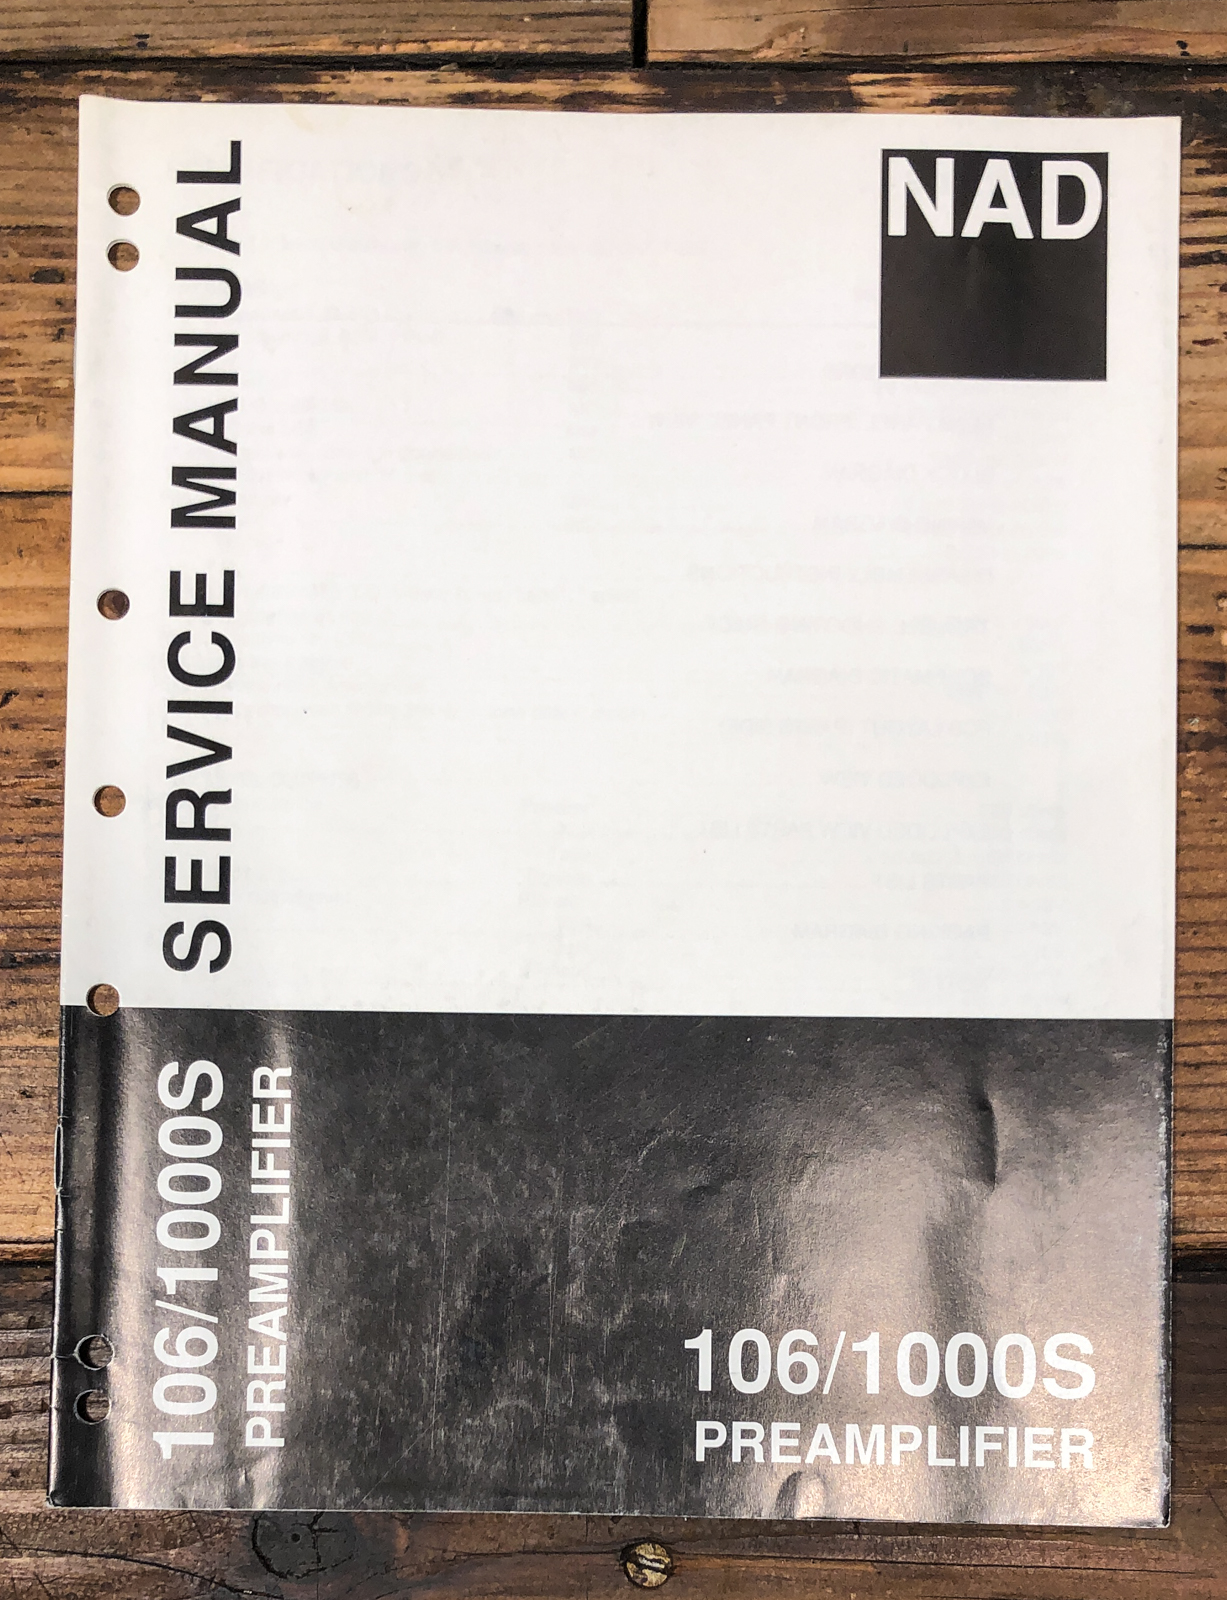 NAD
SERVICE MANUAL
106/1000S
PREAMPLIFIER
106/1000S
PREAMPLIFIER